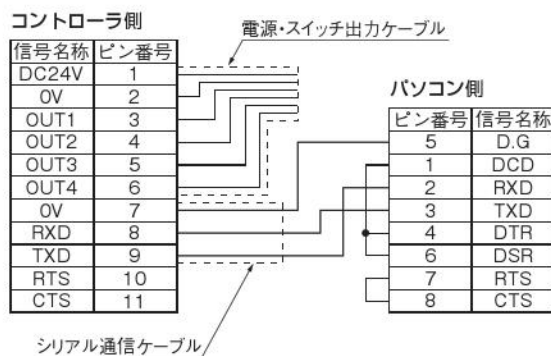 コントローラ側
電源・スイッチ出力ケーブル
信号名称 ピン番号
DC24V 1
0V 2
OUT1 3
OUT2 4
OUT3 5
OUT4 6
0V 7
RXD 8
TXD 9
RTS 10
CTS 11
パソコン側
ピン番号 信号名称
5 D.G
1 DCD
2 RXD
3 TXD
4 DTR
6 DSR
7 RTS
8 CTS
シリアル通信ケーブル